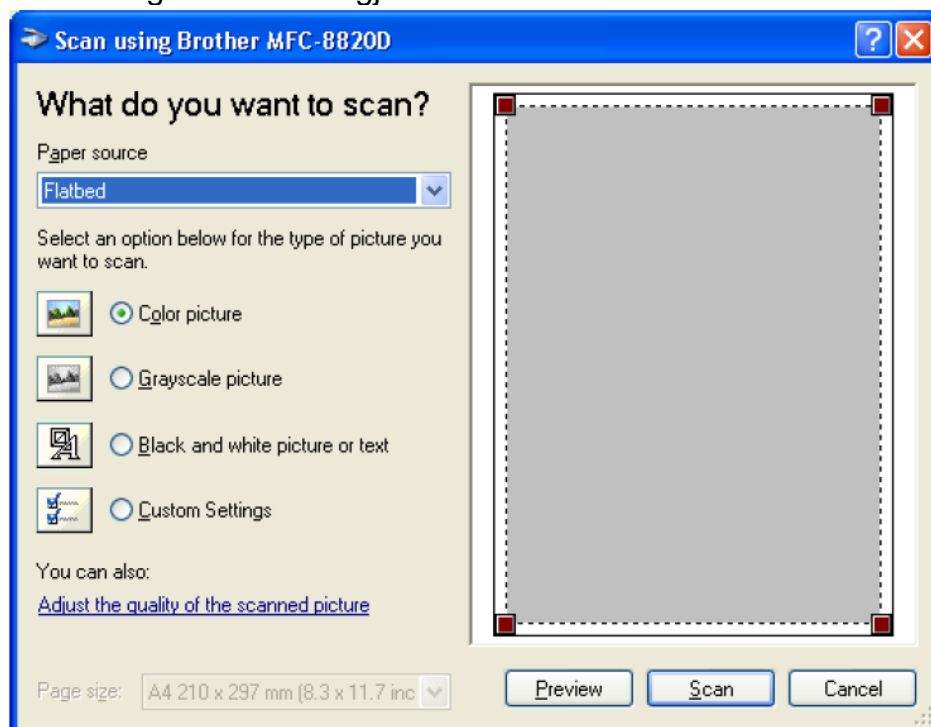 Scan using Brother MFC-8820D
What do you want to scan?
Paper source
Flatbed
Select an option below for the type of picture you
want to scan.
Color picture
Grayscale picture
Black and white picture or text
Custom Settings
You can also:
Adjust the quality of the scanned picture
Page size:
A4 210 x 297 mm (8.3 x 11.7 inc
Preview
Scan
Cancel